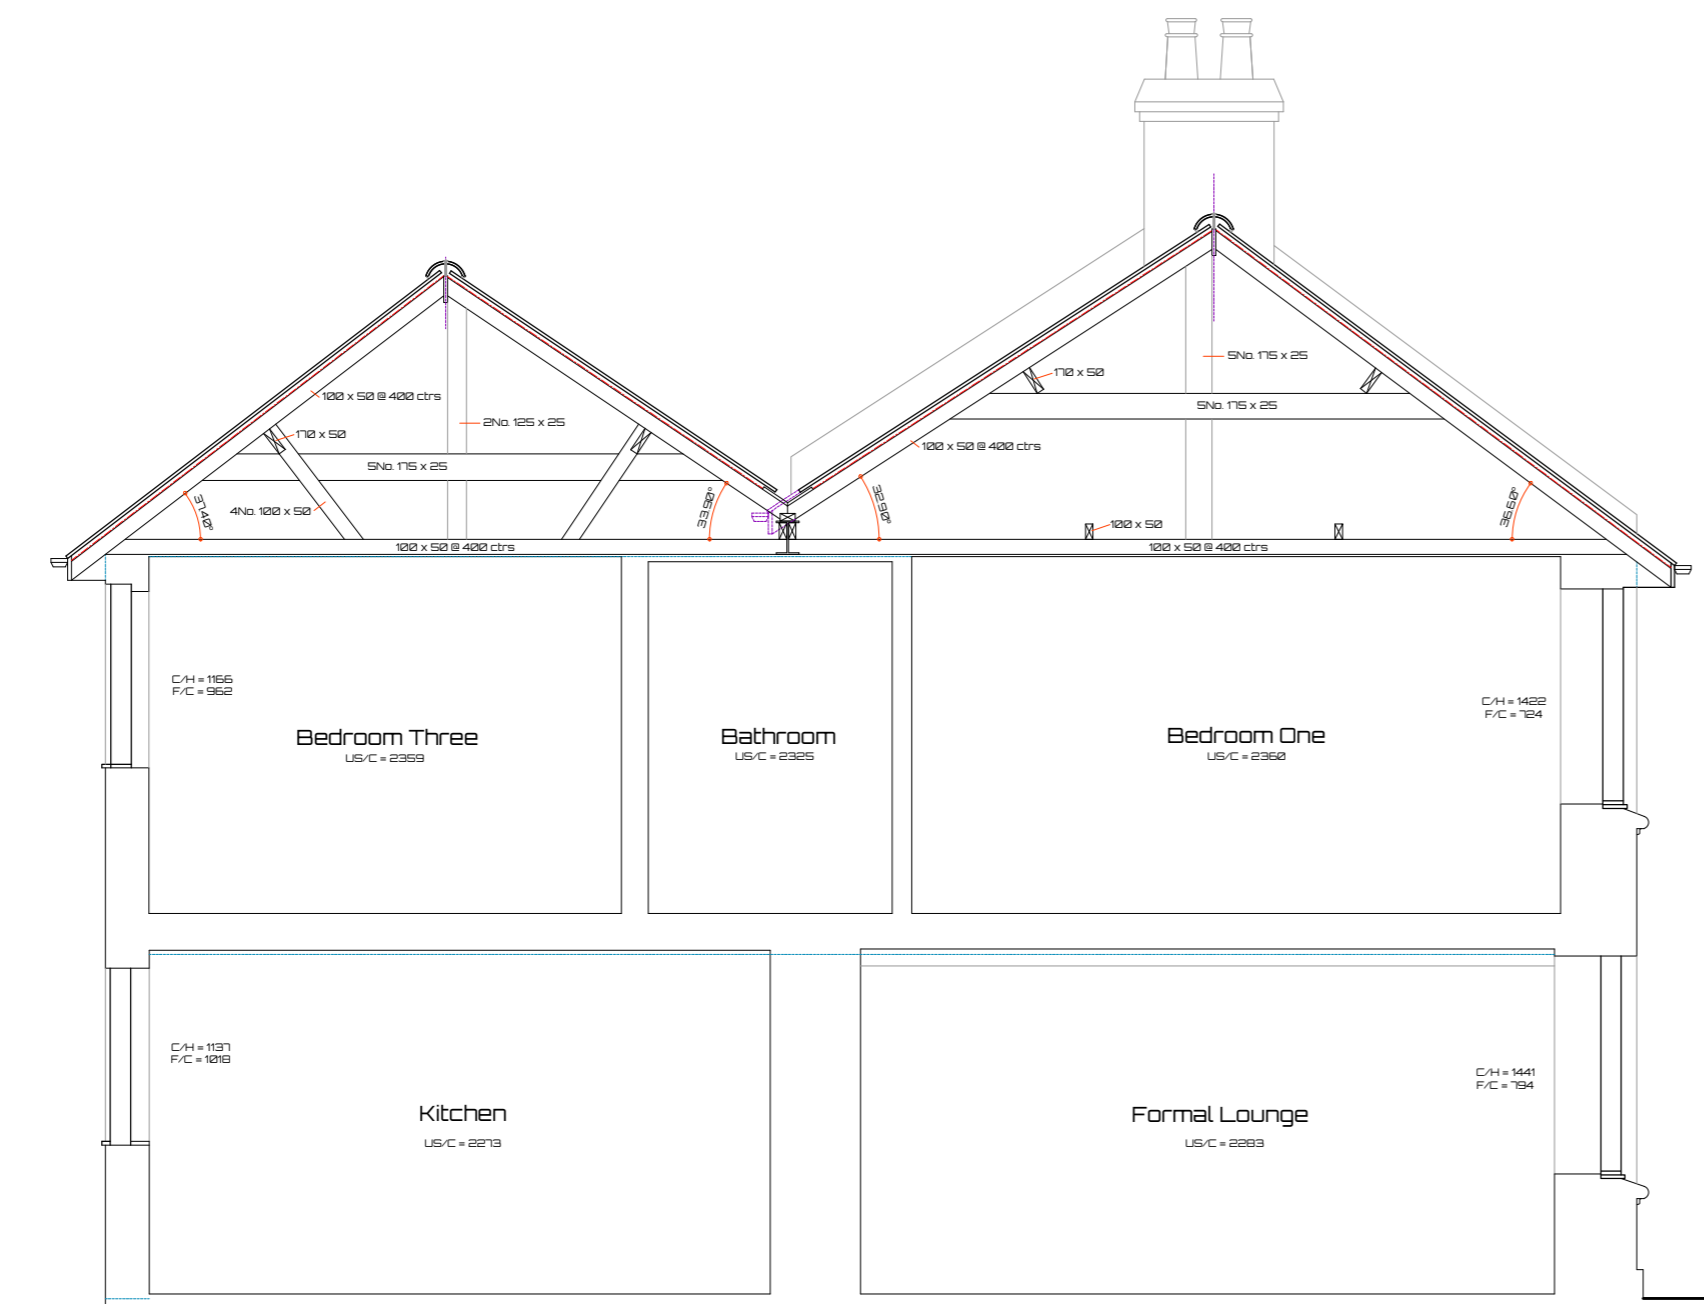 5No. 175 x 25
170 x 50
100 x 50 @ 400 ctrs
5No. 175 x 25
2No. 125 x 25
170 x 50
100 x 50 @ 400 ctrs
5No. 175 x 25
4No. 100 x 50
37.40°
33.90°
32.90°
36.60°
100 x 50
100 x 50 @ 400 ctrs
100 x 50 @ 400 ctrs
C/H = 1166
F/C = 962
C/H = 1422
F/C = 724
Bedroom Three
US/C = 2359
Bathroom
US/C = 2325
Bedroom One
US/C = 2360
C/H = 1137
F/C = 1018
C/H = 1441
F/C = 794
Kitchen
US/C = 2273
Formal Lounge
US/C = 2283